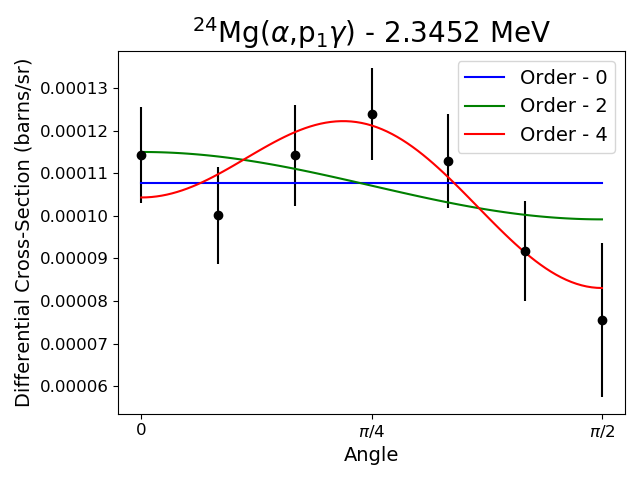 ²⁴Mg(α,p₁γ) - 2.3452 MeV
Order - 0
Order - 2
Order - 4
Differential Cross-Section (barns/sr)
0.00013
0.00012
0.00011
0.00010
0.00009
0.00008
0.00007
0.00006
0 π/4 π/2
Angle